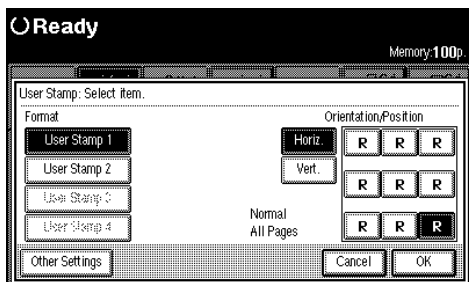 Ready
Memory:100p.
User Stamp: Select item.
Format
Orientation/Position
User Stamp 1
Horiz.
R R R
User Stamp 2
Vert.
R R R
User Stamp 3
User Stamp 4
Normal
All Pages
R R R
Other Settings
Cancel
OK